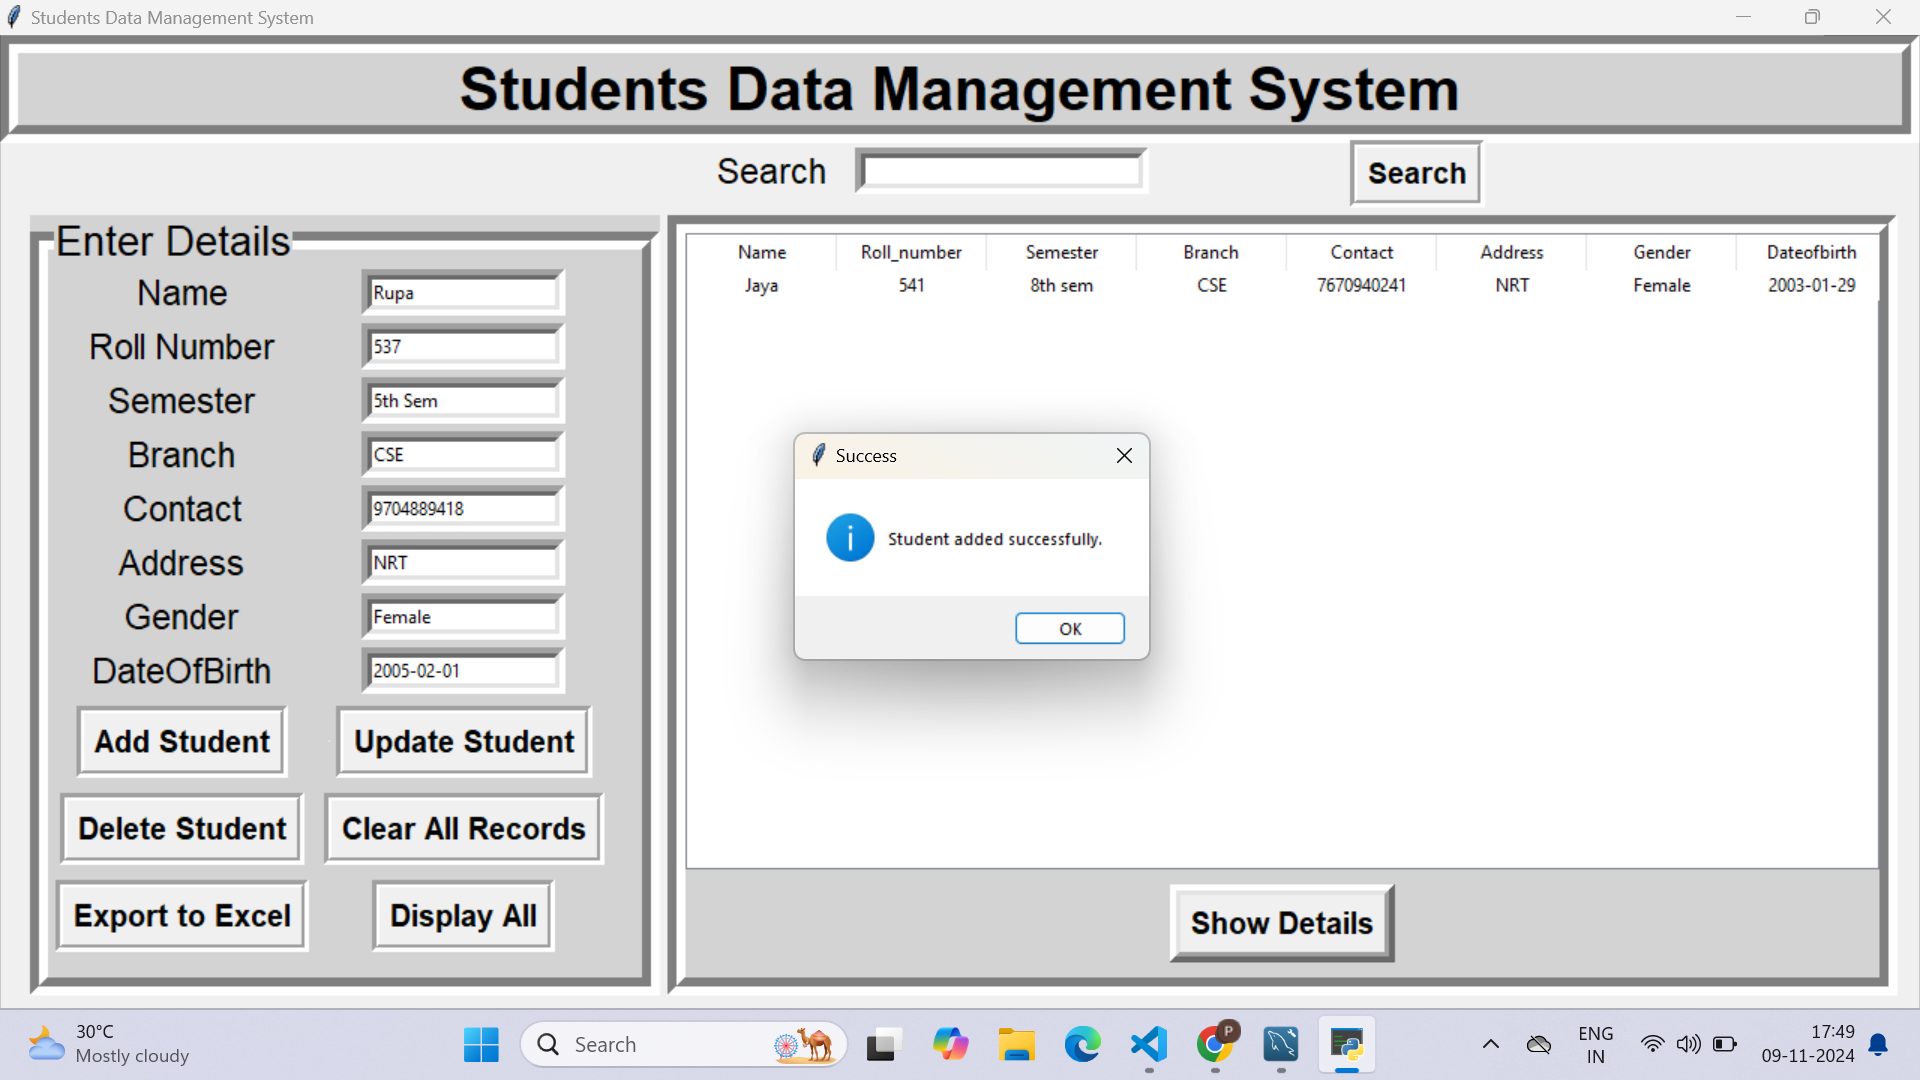 Students Data Management System
Students Data Management System
Search
Search
Enter Details
Name Rupa
Roll Number 537
Semester 5th Sem
Branch CSE
Contact 9704889418
Address NRT
Gender Female
DateOfBirth 2005-02-01
Add Student Update Student
Delete Student Clear All Records
Export to Excel Display All
Name Roll_number Semester Branch Contact Address Gender Dateofbirth
Jaya 541 8th sem CSE 7670940241 NRT Female 2003-01-29
Success
i
Student added successfully.
OK
Show Details
30°C
Mostly cloudy
Search
P
ENG
IN
17:49
09-11-2024